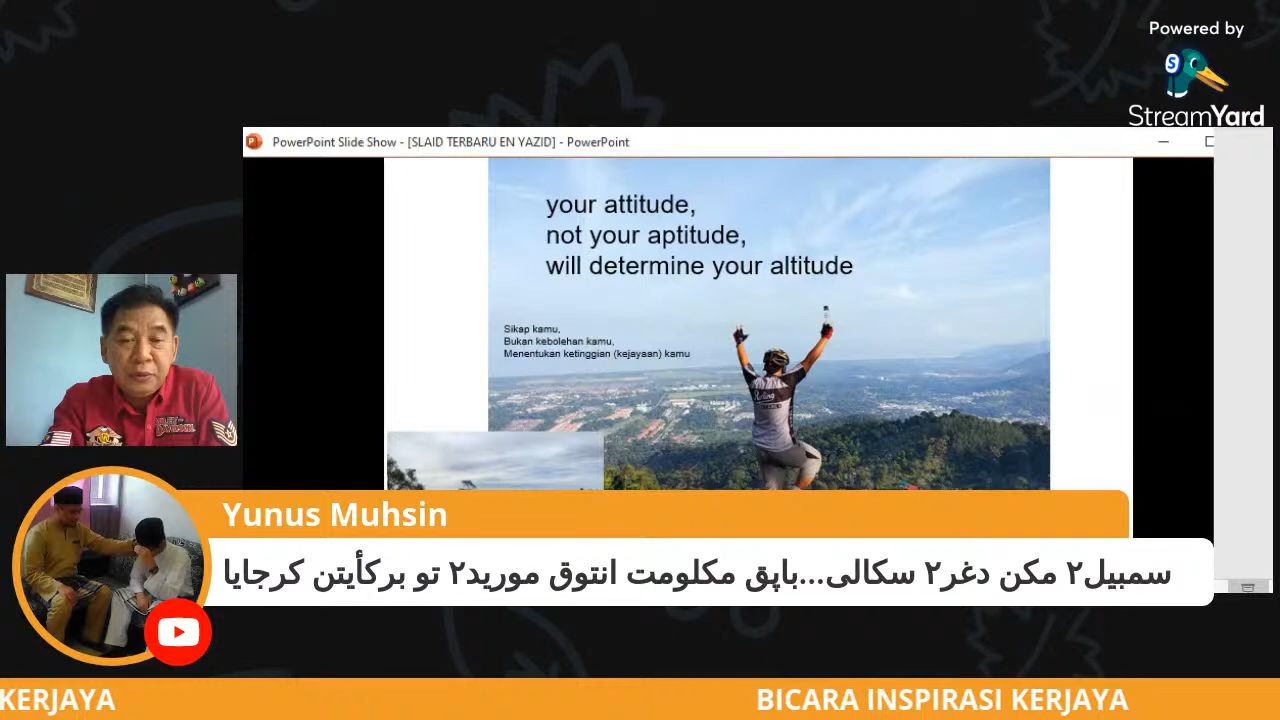 Powered by
StreamYard
PowerPoint Slide Show - [SLAID TERBARU EN YAZID] - PowerPoint
your attitude,
not your aptitude,
will determine your altitude
Sikap kamu,
Bukan kebolehan kamu,
Menentukan ketinggian (kejayaan) kamu
Yunus Muhsin
سمبيل٢ مكن دغر٢ سكالى...باڽق مكلومت انتوق موريد٢ تو بركأيتن كرجايا
KERJAYA
BICARA INSPIRASI KERJAYA